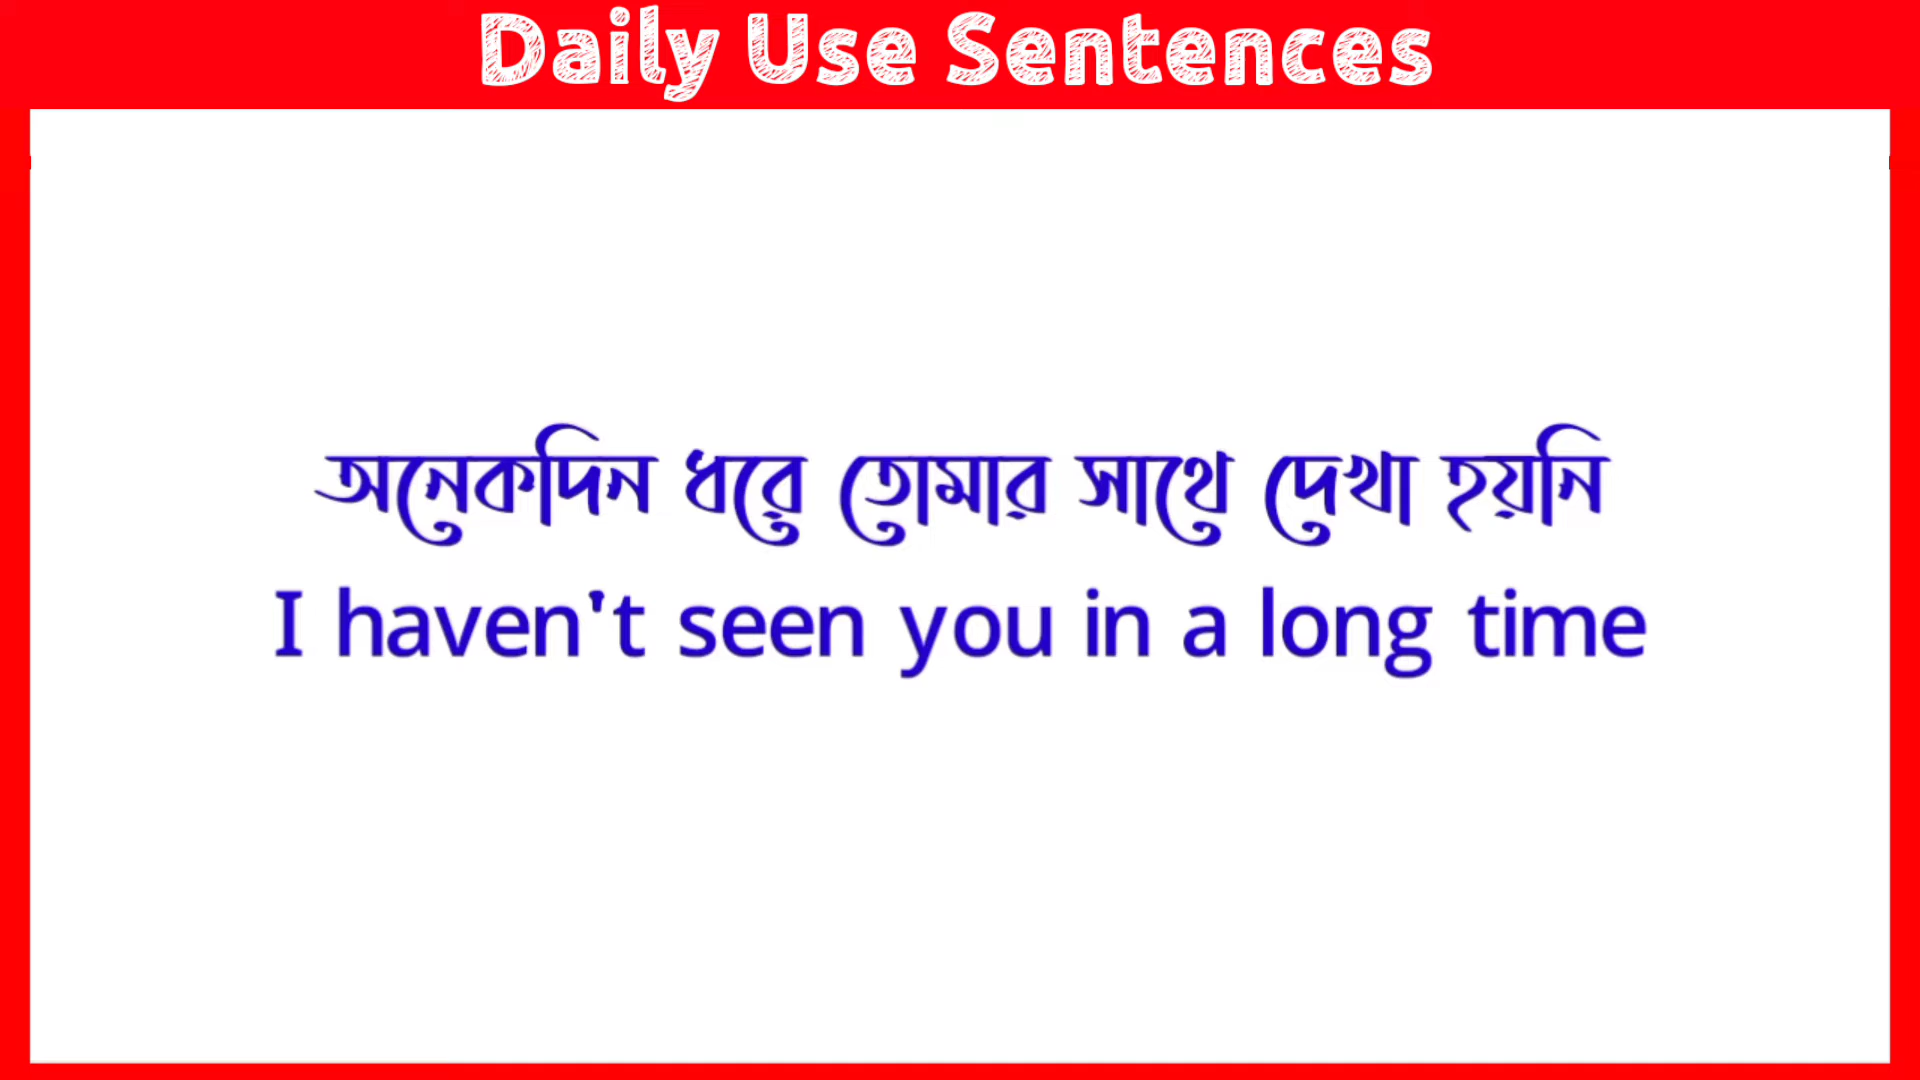 Daily Use Sentences
অনেকদিন ধরে তোমার সাথে দেখা হয়নি
I haven't seen you in a long time